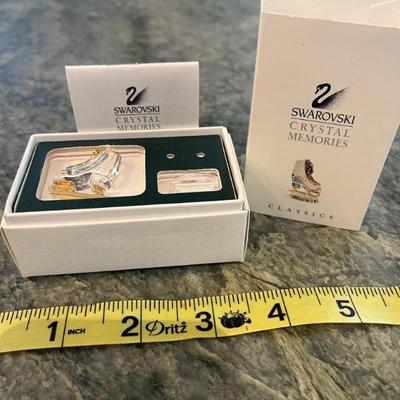 SWAROVSKI
CRYSTAL
MEMORIES
SWAROVSKI
CRYSTAL
MEMORIES
CLASSICS
1 INCH 2 Dritz 3 4 5